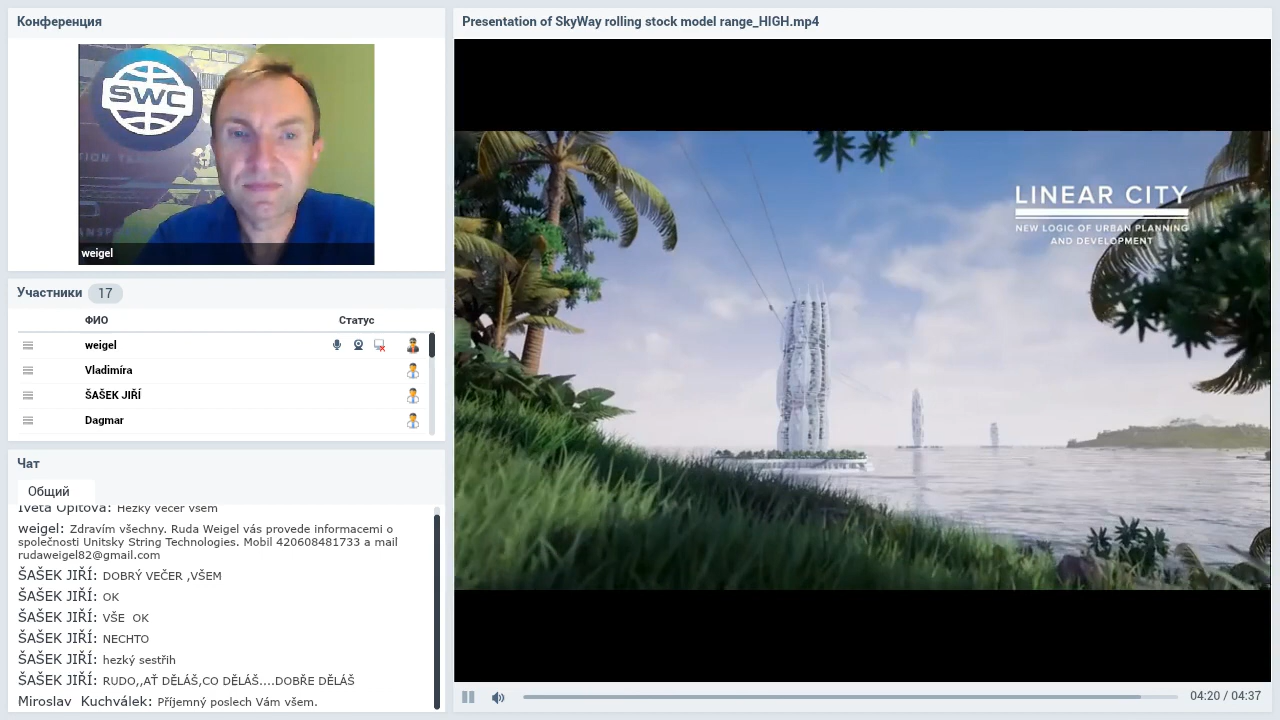 Конференция
SWC
weigel
Участники 17
ФИО Статус
weigel
Vladimíra
ŠAŠEK JIŘÍ
Dagmar
Чат
Общий
Iveta Opltová: Hezký večer všem
weigel: Zdravím všechny. Ruda Weigel vás provede informacemi o
společnosti Unitsky String Technologies. Mobil 420608481733 a mail
rudaweigel82@gmail.com
ŠAŠEK JIŘÍ: DOBRÝ VEČER ,VŠEM
ŠAŠEK JIŘÍ: OK
ŠAŠEK JIŘÍ: VŠE OK
ŠAŠEK JIŘÍ: NECHTO
ŠAŠEK JIŘÍ: hezký sestřih
ŠAŠEK JIŘÍ: RUDO,,AŤ DĚLÁŠ,CO DĚLÁŠ....DOBŘE DĚLÁŠ
Miroslav Kuchválek: Příjemný poslech Vám všem.
Presentation of SkyWay rolling stock model range_HIGH.mp4
LINEAR CITY
NEW LOGIC OF URBAN PLANNING
AND DEVELOPMENT
04:20 / 04:37